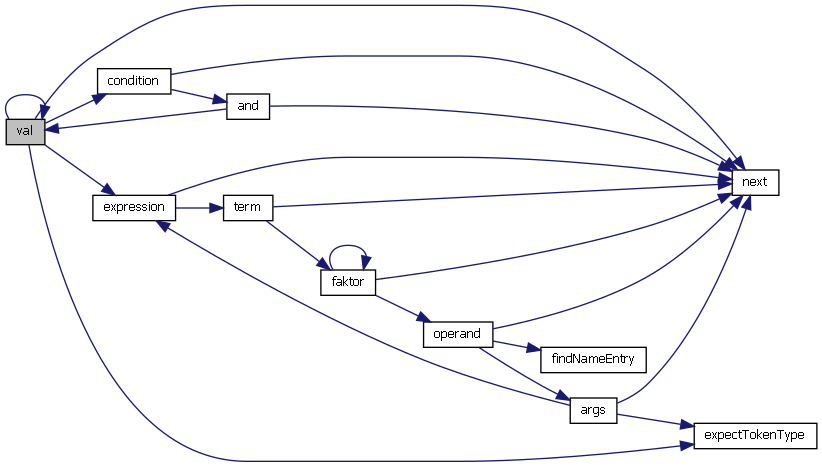 condition
and
val
next
expression
term
faktor
operand
findNameEntry
args
expectTokenType